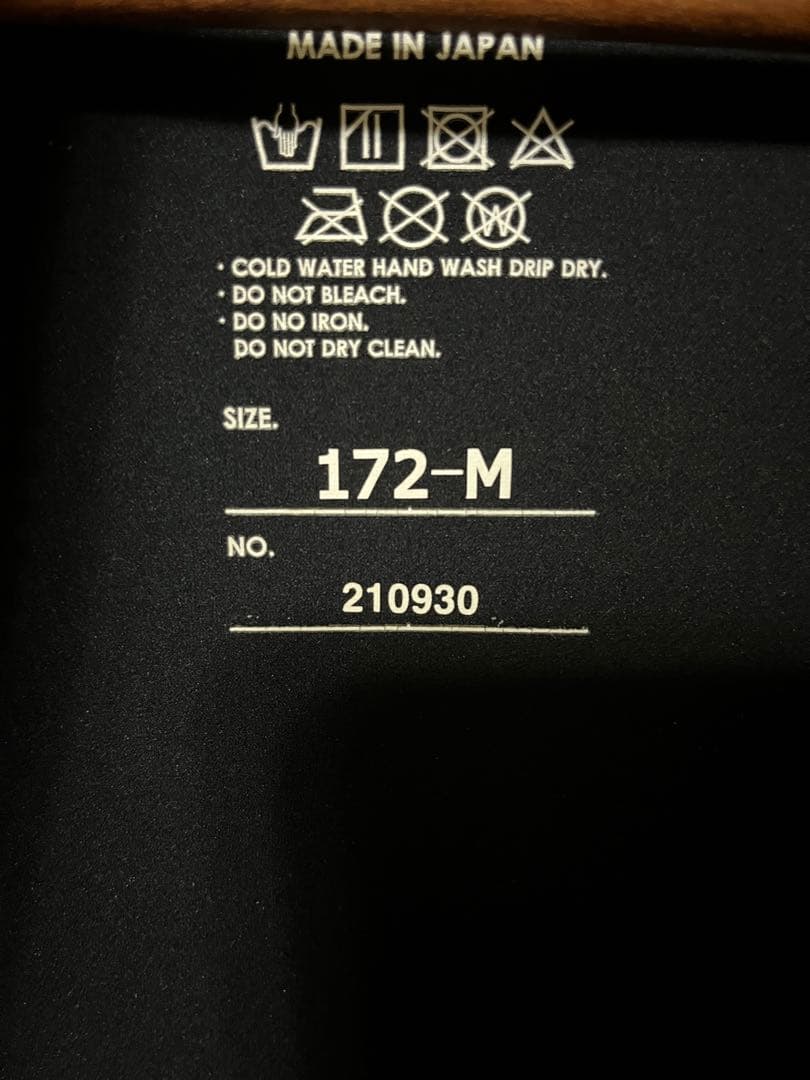 MADE IN JAPAN
W
· COLD WATER HAND WASH DRIP DRY.
· DO NOT BLEACH.
· DO NO IRON.
DO NOT DRY CLEAN.
SIZE.
172-M
NO.
210930